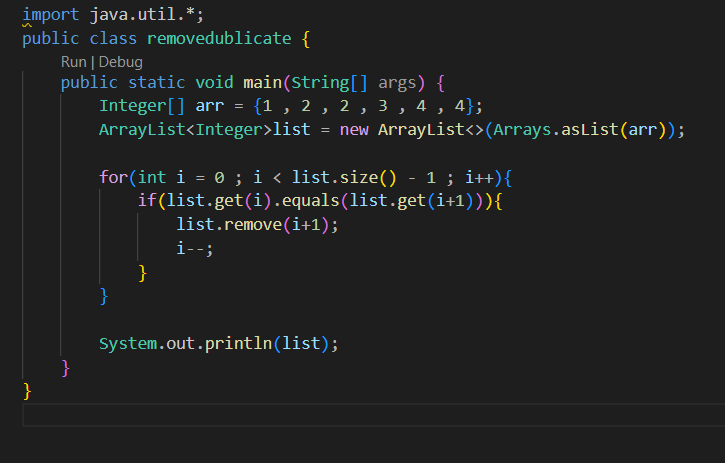 import java.util.*;
public class removedublicate {
Run | Debug
public static void main(String[] args) {
Integer[] arr = {1 , 2 , 2 , 3 , 4 , 4};
ArrayList<Integer>list = new ArrayList<>(Arrays.asList(arr));
for(int i = 0 ; i < list.size() - 1 ; i++){
if(list.get(i).equals(list.get(i+1))){
list.remove(i+1);
i--;
}
}
System.out.println(list);
}
}